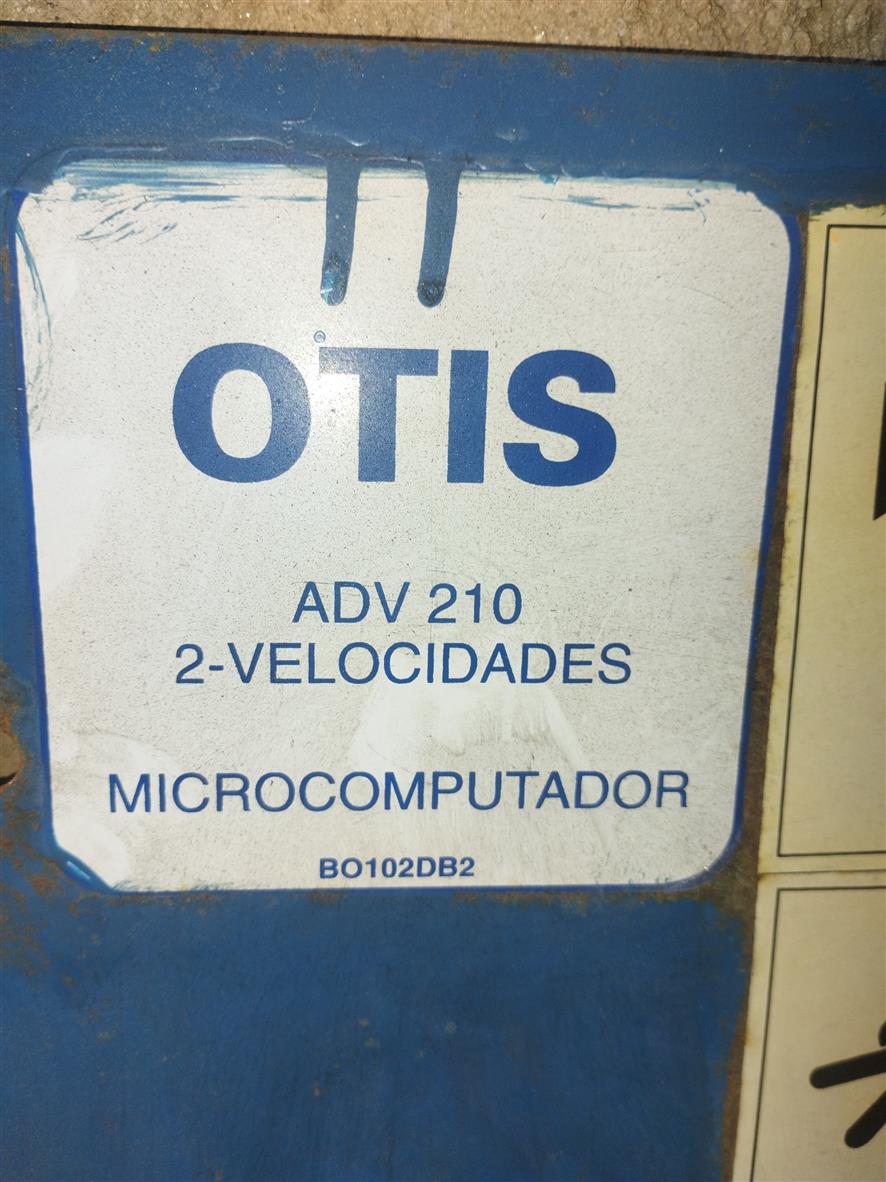 OTIS
ADV 210
2-VELOCIDADES
MICROCOMPUTADOR
BO102DB2